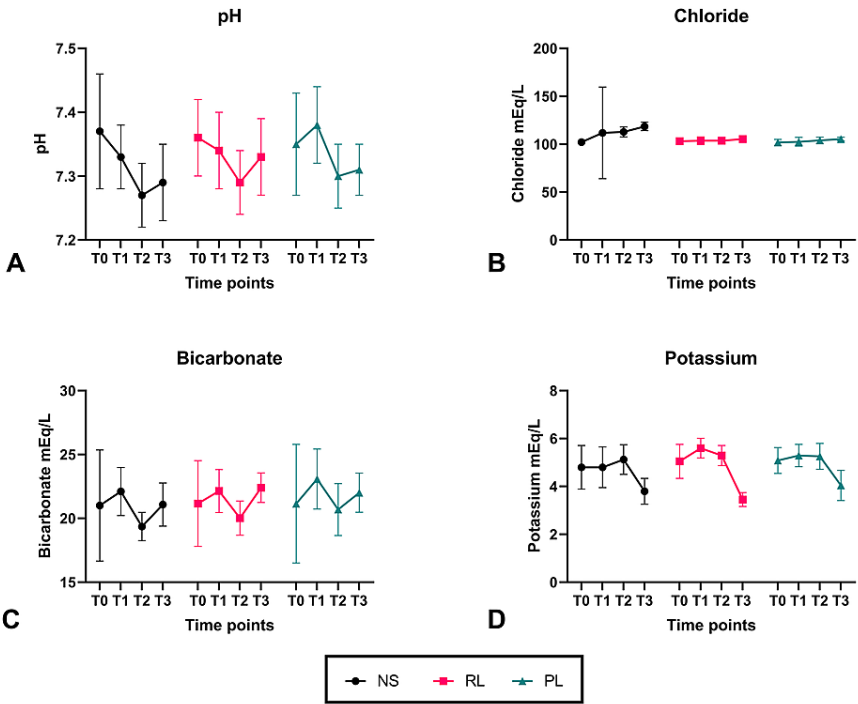 pH
7.5
7.4
7.3
7.2
pH
T0 T1 T2 T3 T0 T1 T2 T3 T0 T1 T2 T3
Time points
A
Chloride
200
150
100
50
0
Chloride mEq/L
T0 T1 T2 T3 T0 T1 T2 T3 T0 T1 T2 T3
Time points
B
Bicarbonate
30
25
20
15
Bicarbonate mEq/L
T0 T1 T2 T3 T0 T1 T2 T3 T0 T1 T2 T3
Time points
C
Potassium
8
6
4
2
0
Potassium mEq/L
T0 T1 T2 T3 T0 T1 T2 T3 T0 T1 T2 T3
Time points
D
NS RL PL